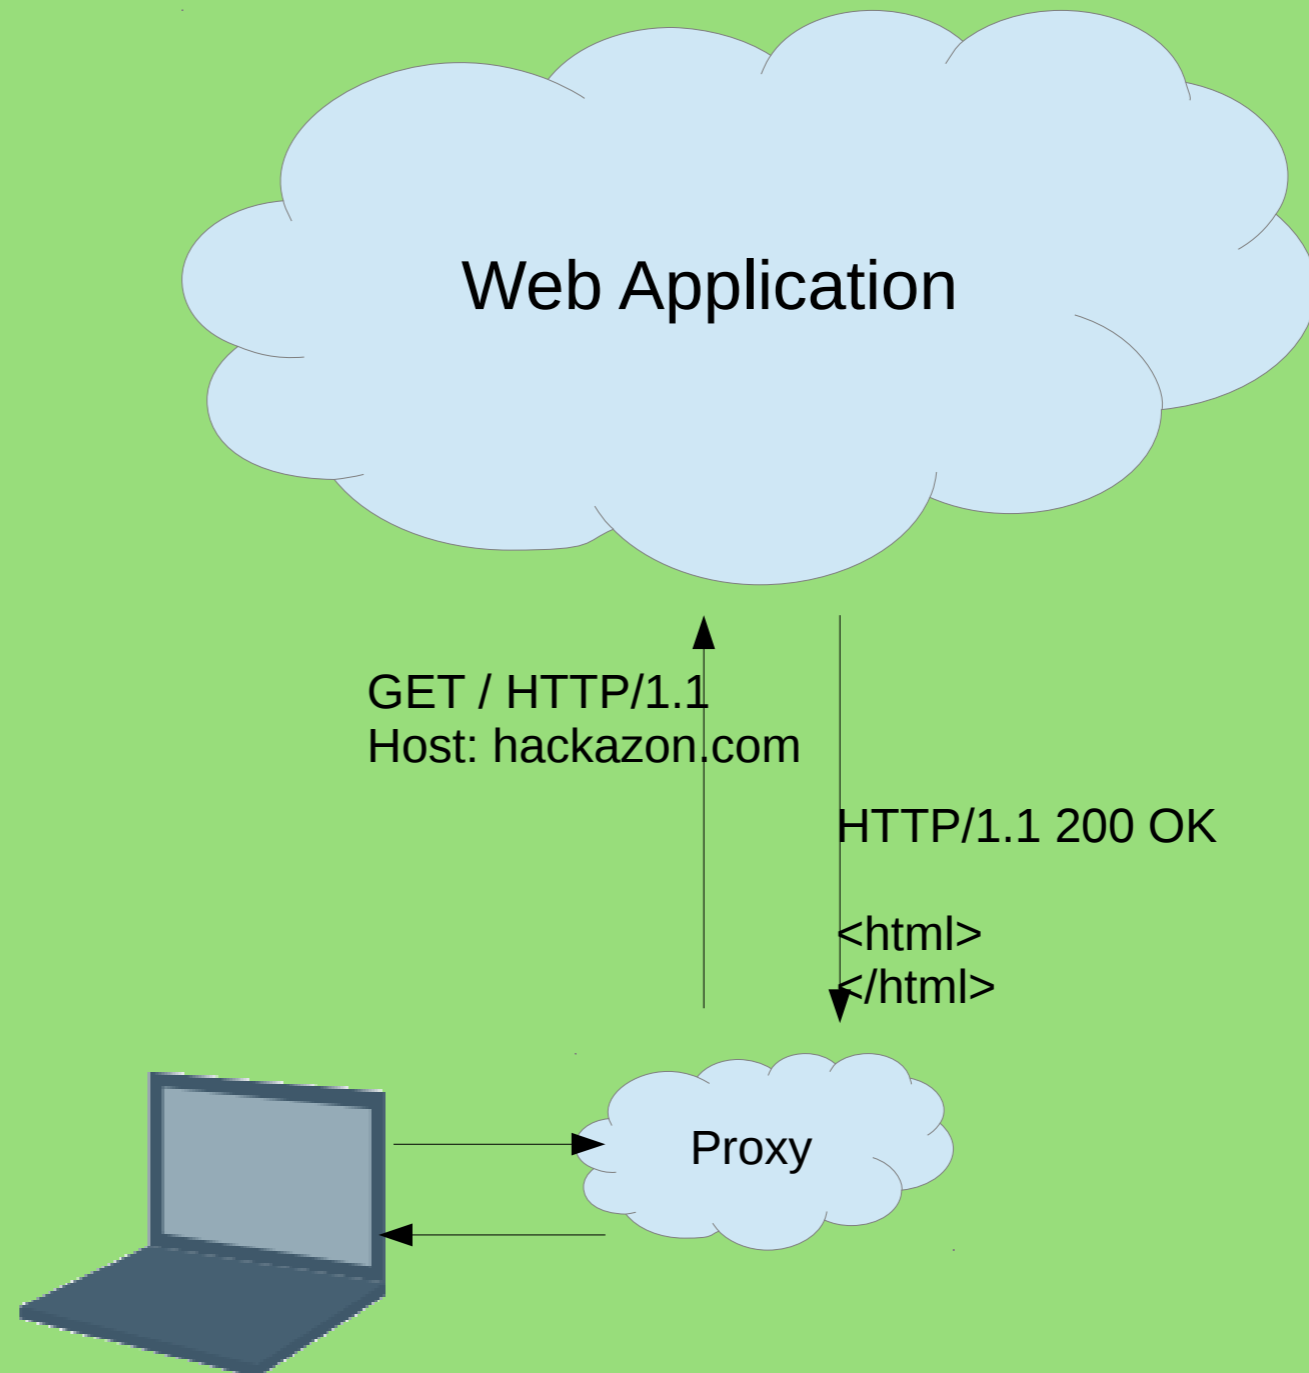 Web Application
GET / HTTP/1.1
Host: hackazon.com
HTTP/1.1 200 OK
<html>
</html>
Proxy